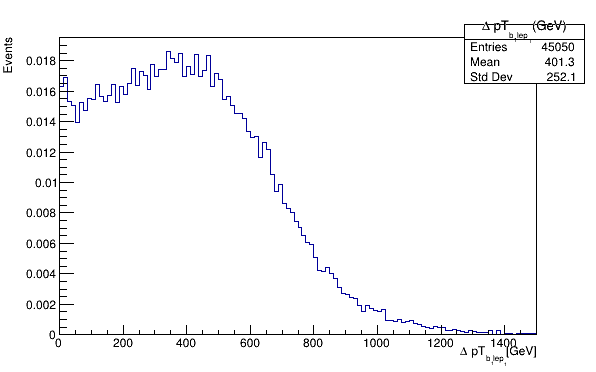 Δ pT_b₁lep₁ (GeV)
Entries 45050
Mean 401.3
Std Dev 252.1
Events
0.018
0.016
0.014
0.012
0.01
0.008
0.006
0.004
0.002
0
0 200 400 600 800 1000 1200 1400
Δ pT_b₁lep₁ [GeV]